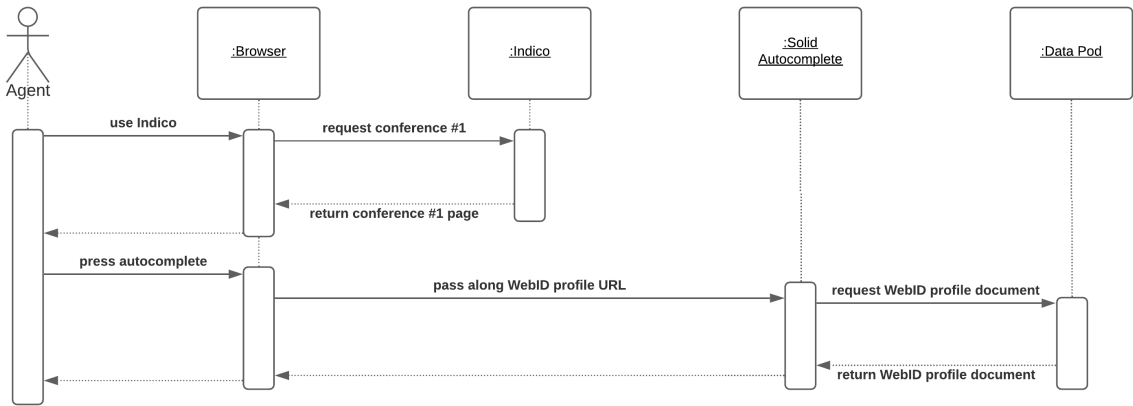 :Browser
:Indico
:Solid
Autocomplete
:Data Pod
Agent
use Indico
request conference #1
return conference #1 page
press autocomplete
pass along WebID profile URL
request WebID profile document
return WebID profile document